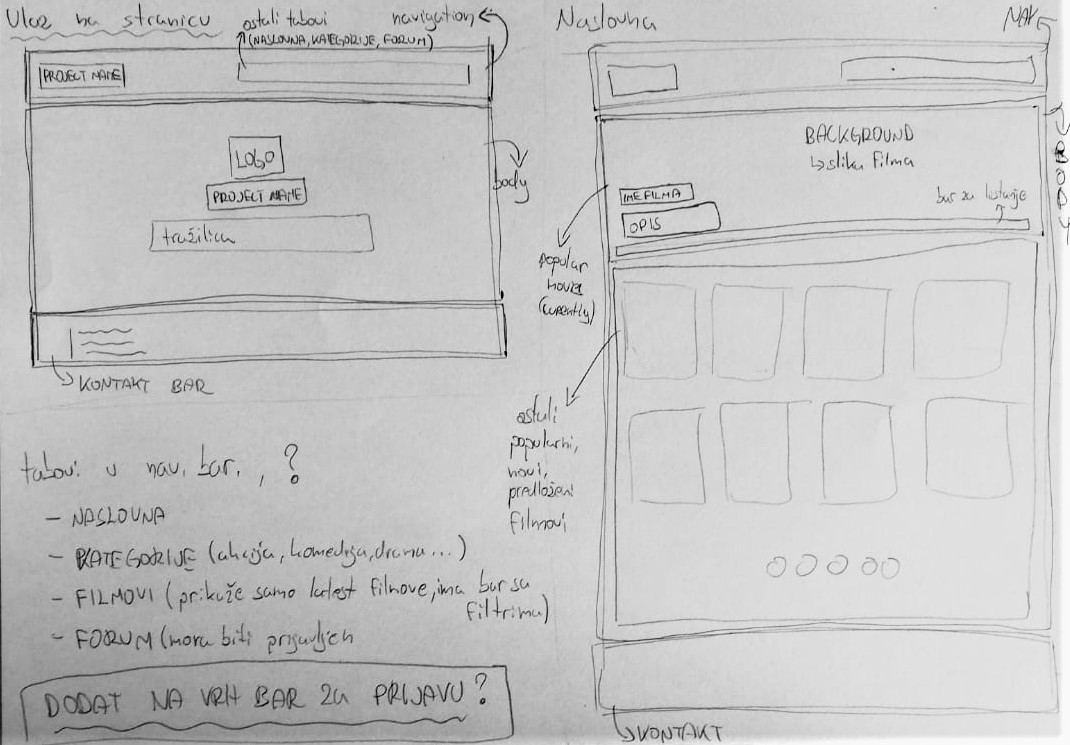 Ulaz na stranicu
ostali tabovi
(NASLOVNA, KATEGORIJE, FORUM)
navigation
PROJECT NAME
LOGO
PROJECT NAME
tražilica
body
KONTAKT BAR
tabovi u nav. bar., ?
- NASLOVNA
- KATEGORIJE (akcija, komedija, drama...)
- FILMOVI (prikaže samo latest filmove, ima bar sa
filtrima)
- FORUM (mora biti prijavljen
DODAT NA VRH BAR za PRIJAVU?
Naslovna
BACKGROUND
↳ slika filma
IME FILMA
OPIS
bar za listanje
BODY
popular
(currently)
ostali
popularni,
novi,
predloženi
filmovi
KONTAKT